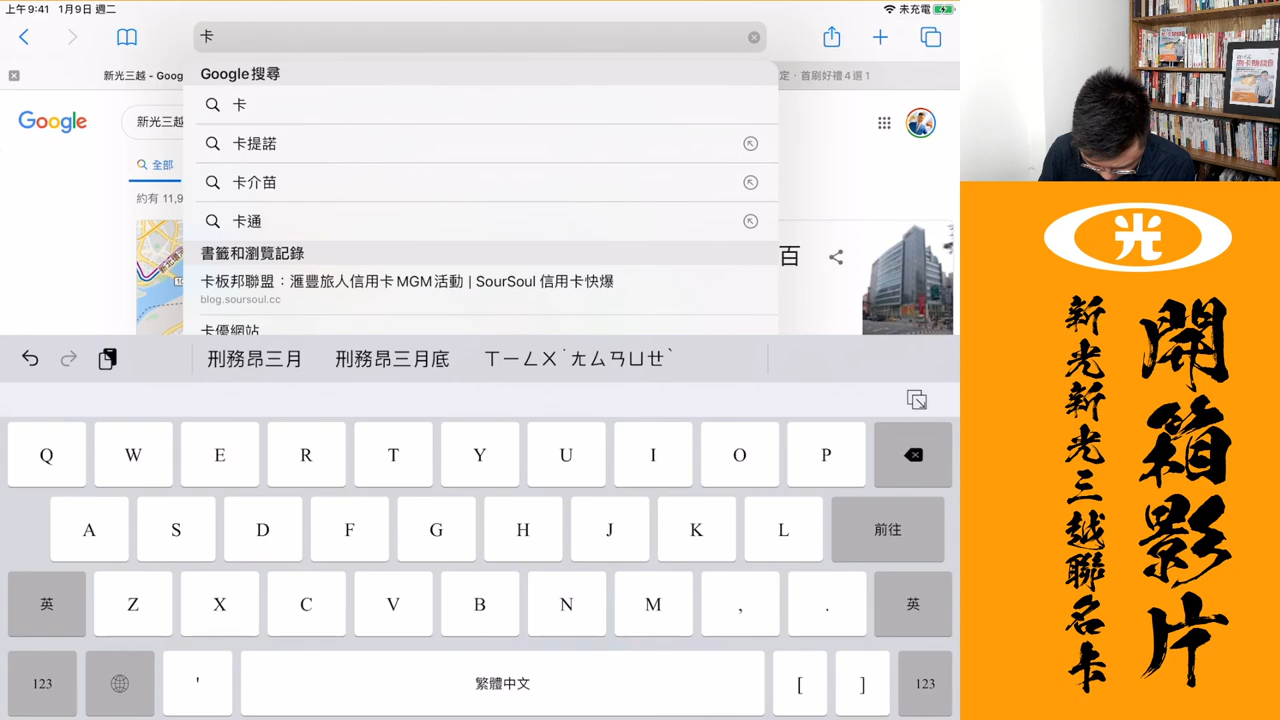 上午9:41 1月9日 週二
未充電
卡
新光三越 - Goog
定・首刷好禮4選1
Google搜尋
卡
卡提諾
卡介苗
卡通
書籤和瀏覽記錄
卡板邦聯盟：滙豐旅人信用卡MGM活動 | SourSoul 信用卡快爆
blog.soursoul.cc
卡優網站
Google
新光三越
全部
約有 11,9
百
刑務昂三月 刑務昂三月底 ㄒㄧㄥㄨ˙ㄤㄙㄢㄩㄝˋ
Q W E R T Y U I O P
A S D F G H J K L 前往
英 Z X C V B N M , . 英
123 ' 繁體中文 [ ] 123
光
開箱影片
新光新光三越聯名卡